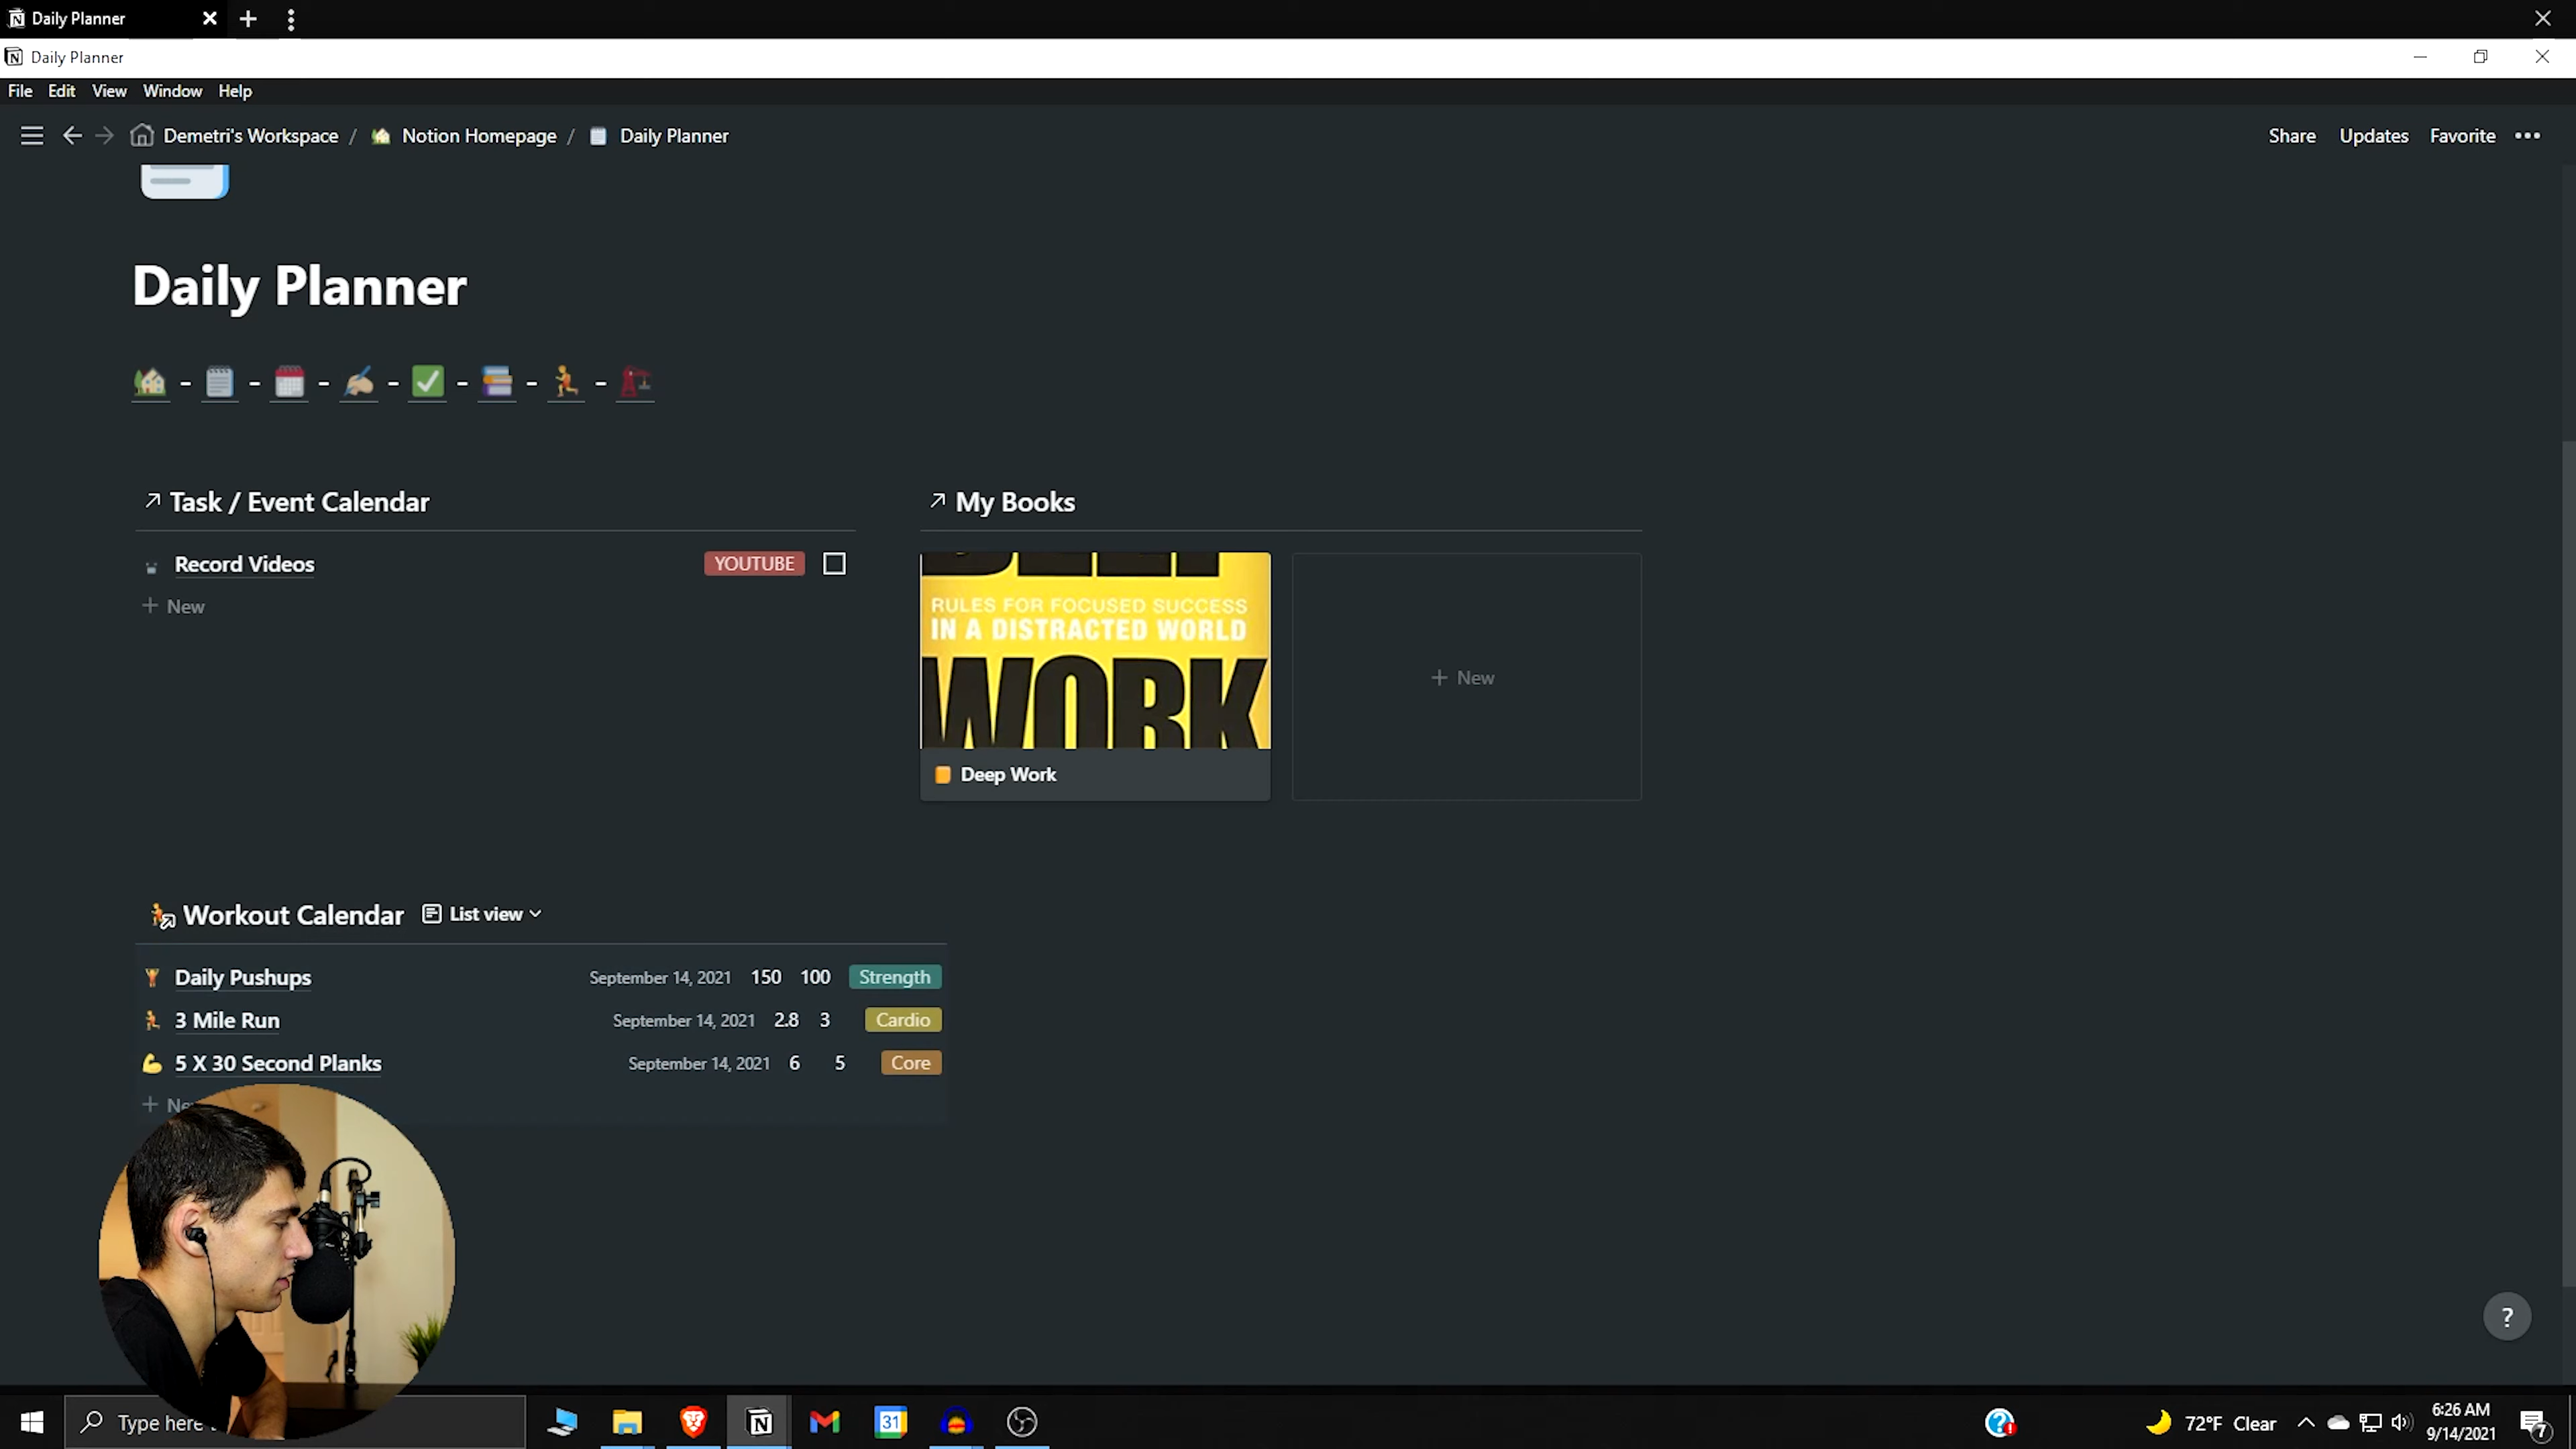 Daily Planner
Daily Planner
File Edit View Window Help
Demetri's Workspace / Notion Homepage / Daily Planner
Share Updates Favorite
Daily Planner
- - - - - - -
Task / Event Calendar
Record Videos YOUTUBE
+ New
My Books
RULES FOR FOCUSED SUCCESS
IN A DISTRACTED WORLD
WORK
Deep Work
+ New
Workout Calendar List view
Daily Pushups September 14, 2021 150 100 Strength
3 Mile Run September 14, 2021 2.8 3 Cardio
5 X 30 Second Planks September 14, 2021 6 5 Core
?
Type here
31
72°F Clear
6:26 AM
9/14/2021
7